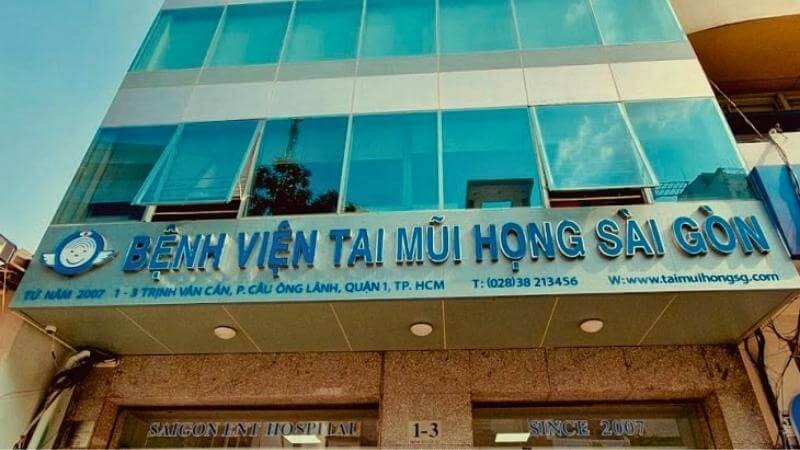 BỆNH VIỆN TAI MŨI HỌNG SÀI GÒN
TỪ NĂM 2007 1 - 3 TRỊNH VĂN CẤN, P. CẦU ÔNG LÃNH, QUẬN 1, TP. HCM T: (028) 38 213456 W: www.taimuihongsg.com
SAIGON ENT HOSPITAL 1-3 SINCE 2007